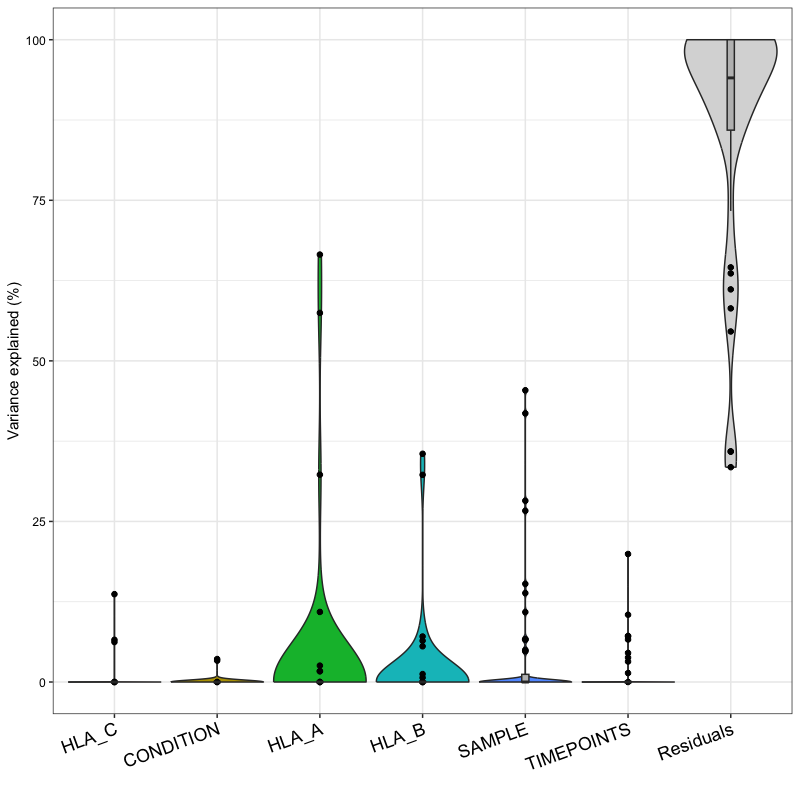 Variance explained (%)
100
75
50
25
0
HLA_C
CONDITION
HLA_A
HLA_B
SAMPLE
TIMEPOINTS
Residuals